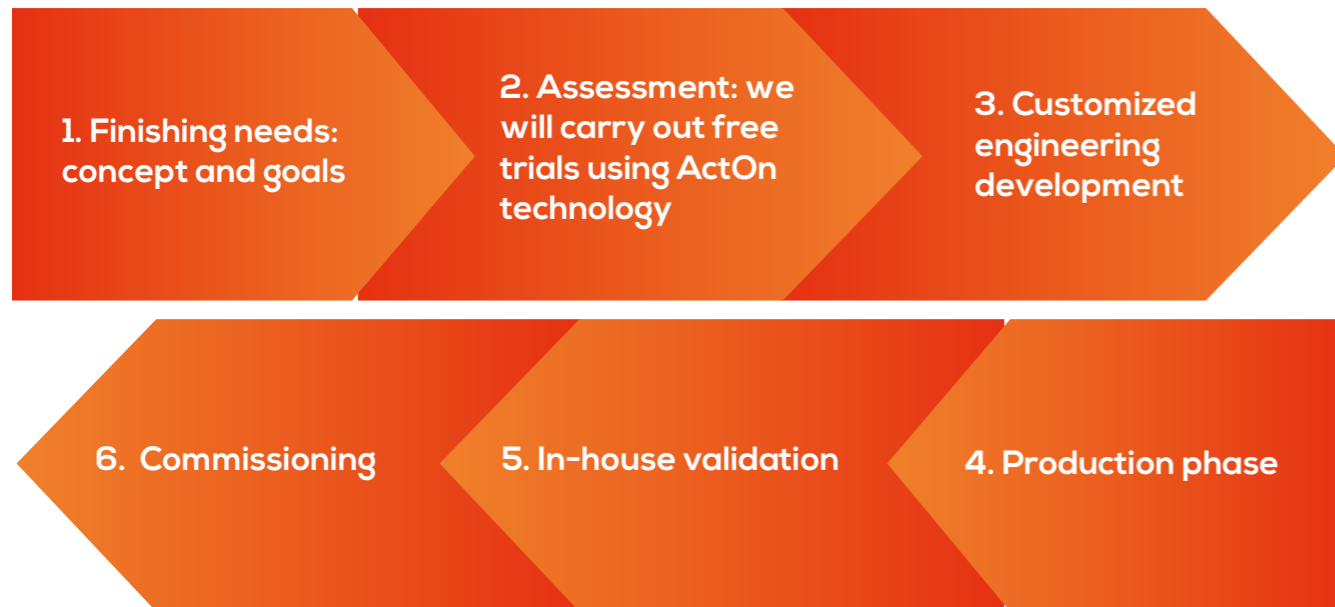 1. Finishing needs:
concept and goals
2. Assessment: we
will carry out free
trials using ActOn
technology
3. Customized
engineering
development
4. Production phase
5. In-house validation
6. Commissioning